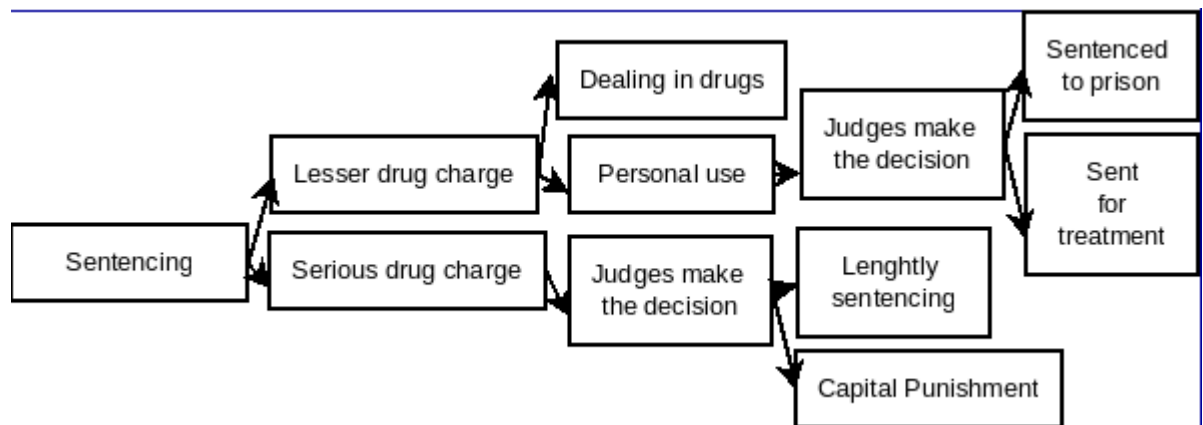 Sentenced
to prison
Dealing in drugs
Judges make
the decision
Lesser drug charge
Personal use
Sent
for
treatment
Sentencing
Serious drug charge
Judges make
the decision
Lenghtly
sentencing
Capital Punishment